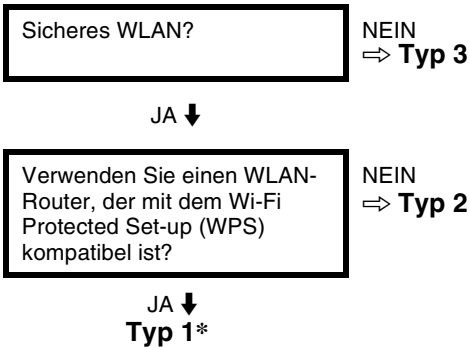 Sicheres WLAN?
NEIN
⇨ Typ 3
JA ⬇
Verwenden Sie einen WLAN-
Router, der mit dem Wi-Fi
Protected Set-up (WPS)
kompatibel ist?
NEIN
⇨ Typ 2
JA ⬇
Typ 1*